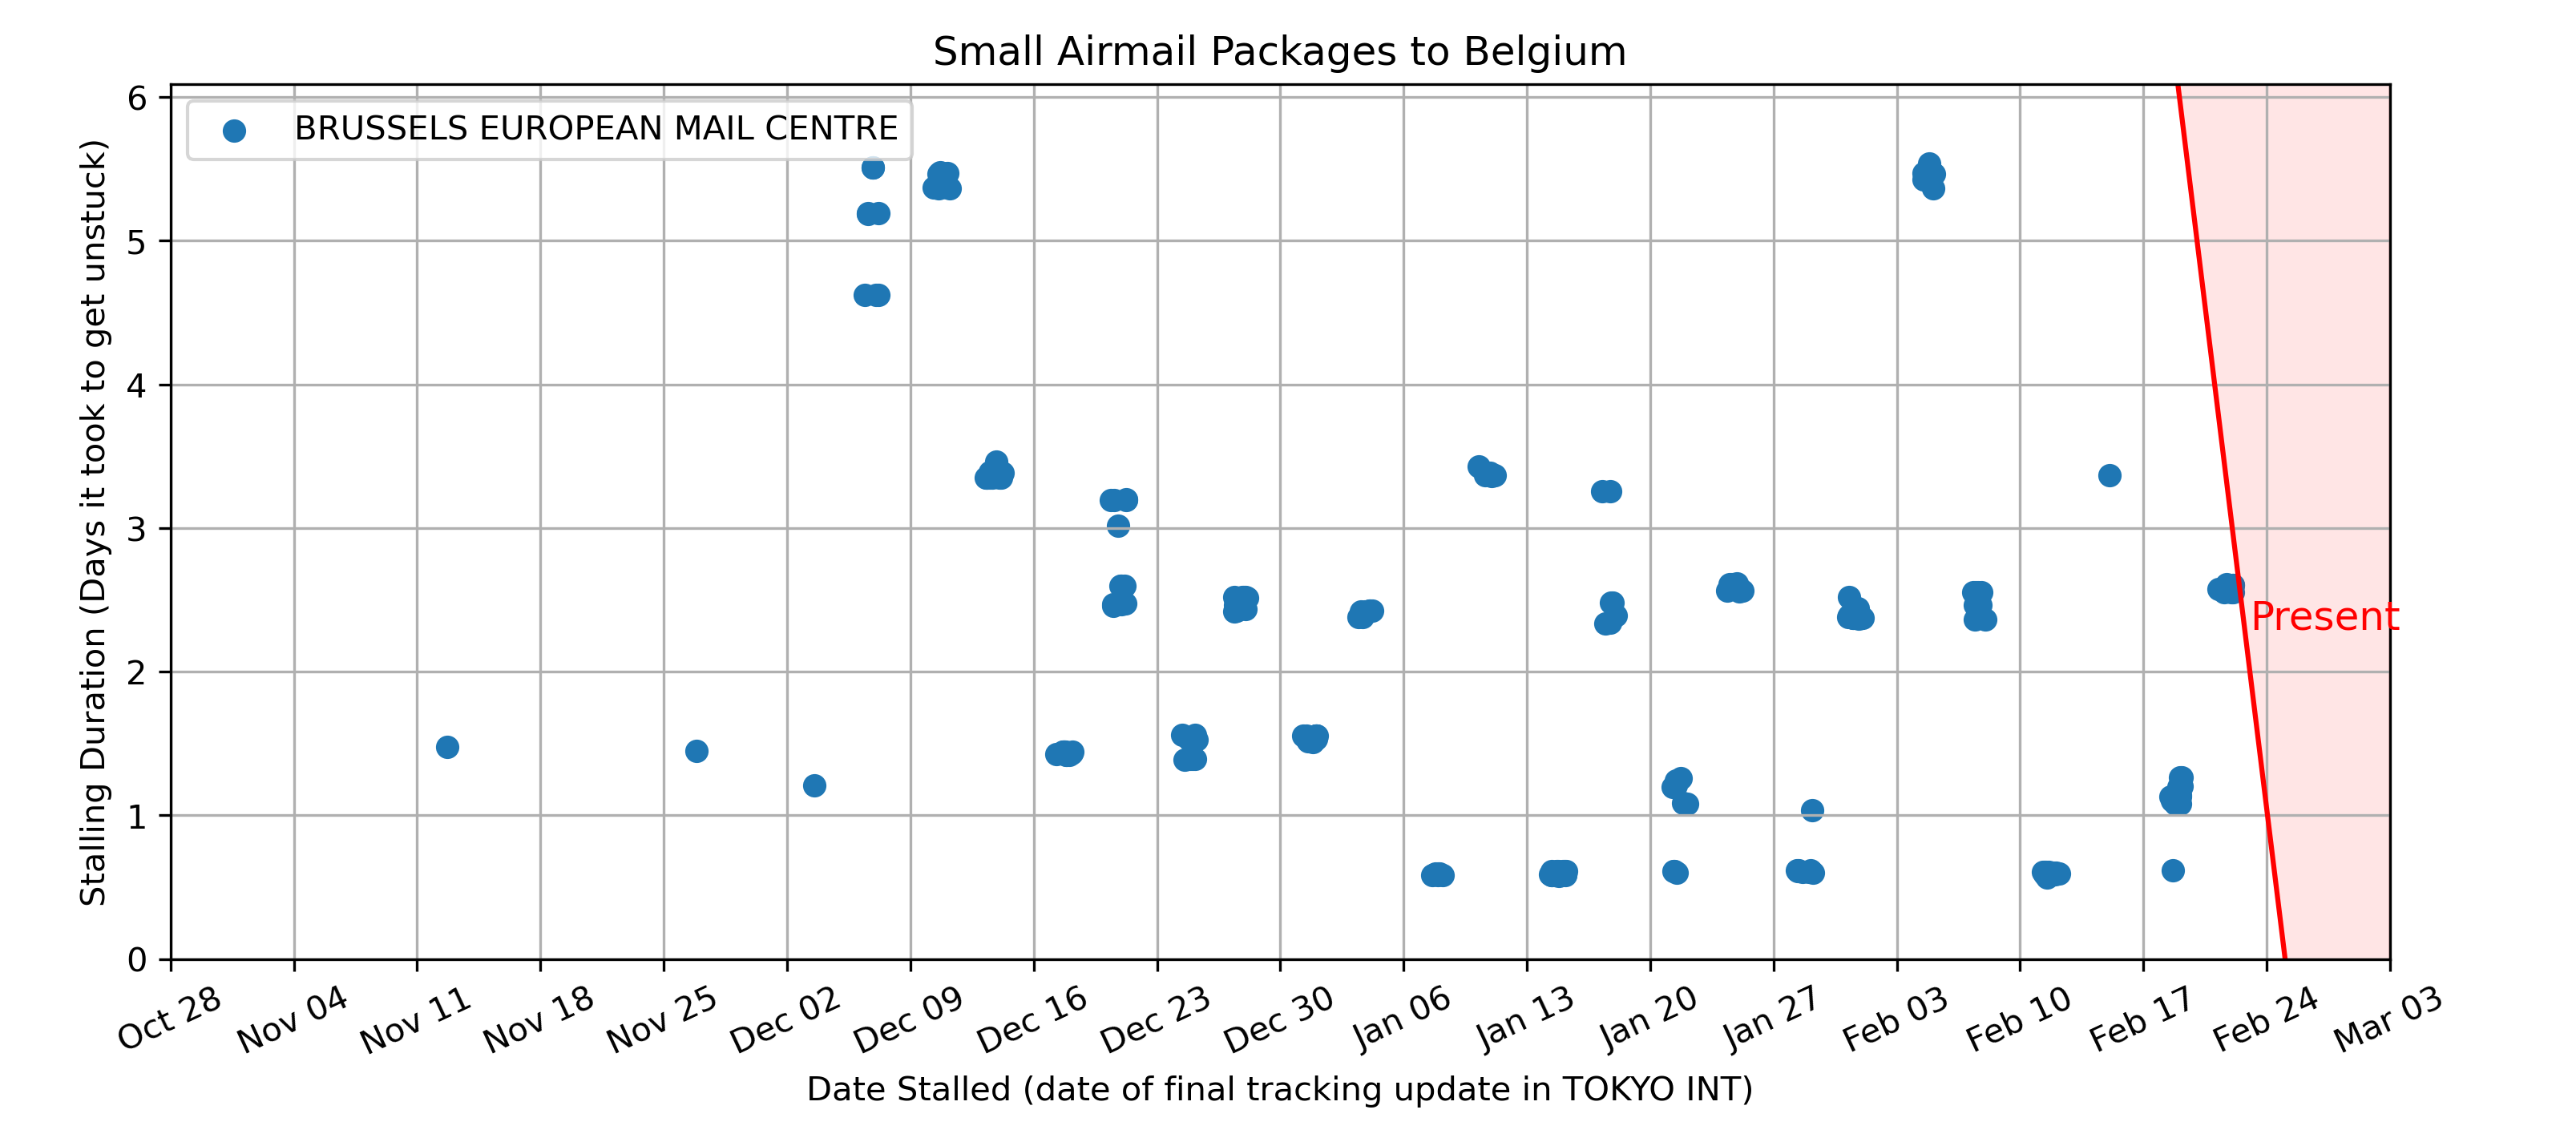 Small Airmail Packages to Belgium
BRUSSELS EUROPEAN MAIL CENTRE
Stalling Duration (Days it took to get unstuck)
6
5
4
3
2
1
0
Present
Oct 28
Nov 04
Nov 11
Nov 18
Nov 25
Dec 02
Dec 09
Dec 16
Dec 23
Dec 30
Jan 06
Jan 13
Jan 20
Jan 27
Feb 03
Feb 10
Feb 17
Feb 24
Mar 03
Date Stalled (date of final tracking update in TOKYO INT)